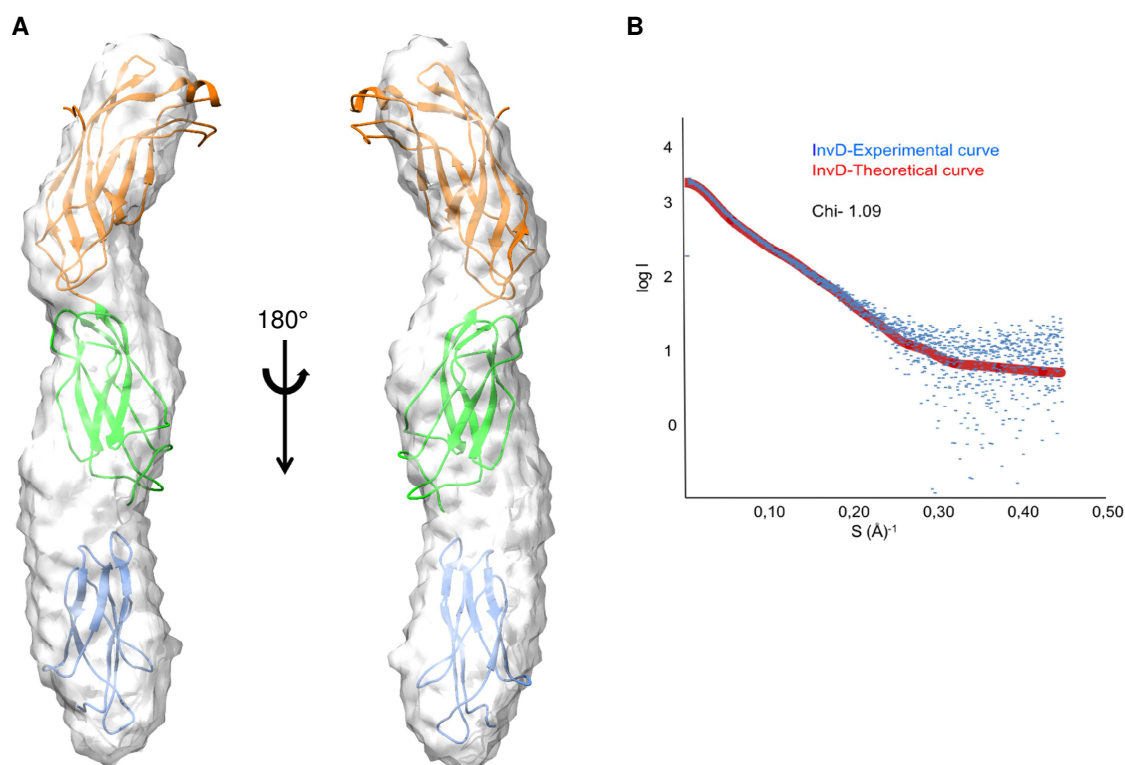 A
B
180°
InvD-Experimental curve
InvD-Theoretical curve
Chi- 1.09
log I
4
3
2
1
0
0,10
0,20
0,30
0,40
0,50
S (Å)-1